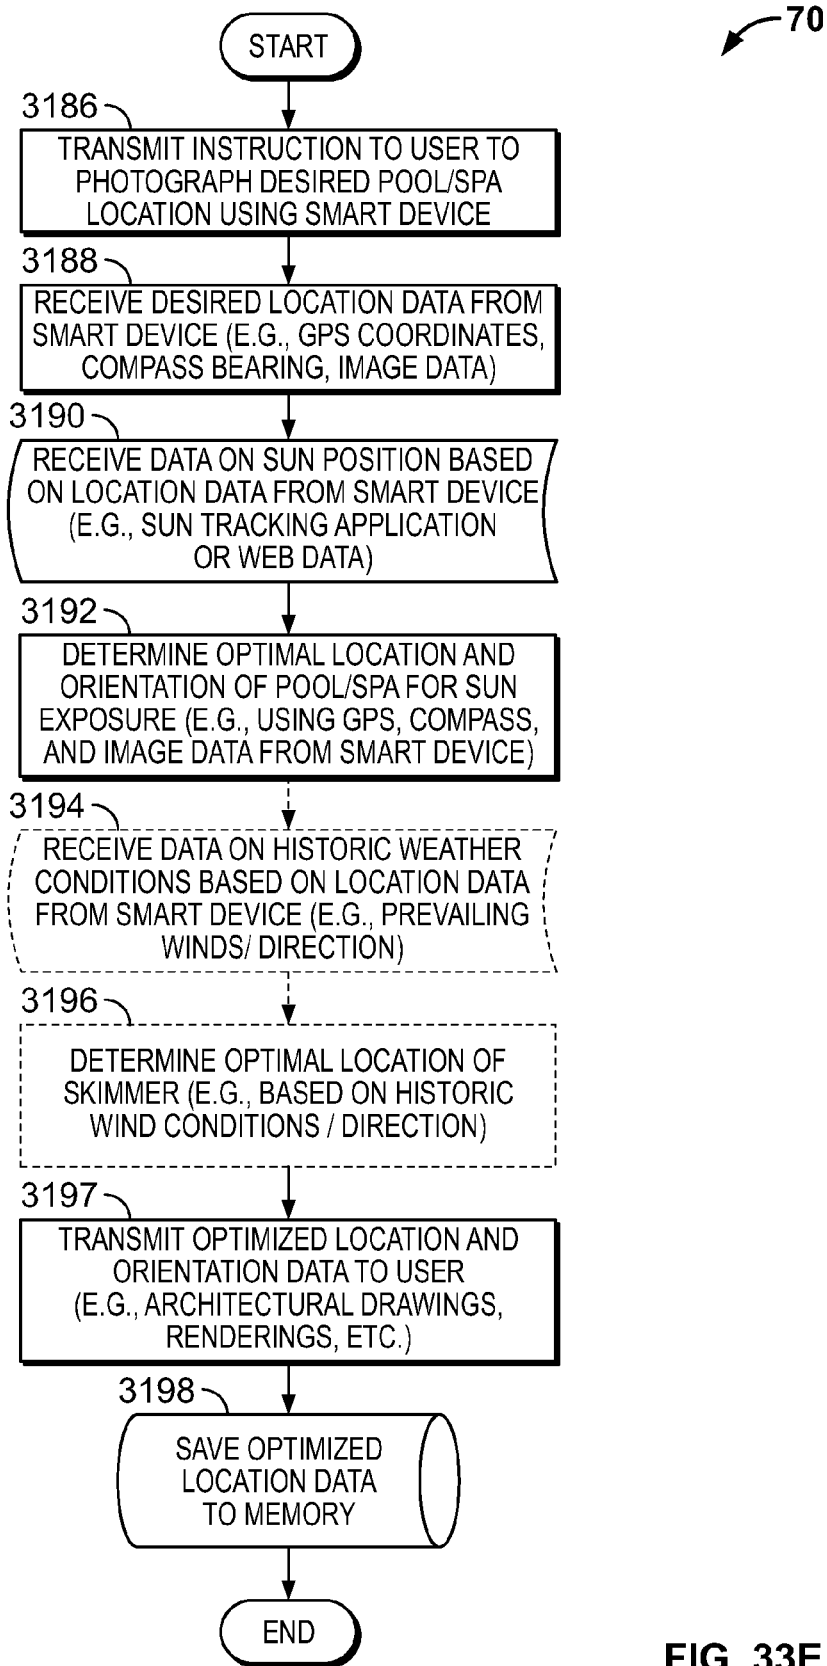 START
70
3186
TRANSMIT INSTRUCTION TO USER TO
PHOTOGRAPH DESIRED POOL/SPA
LOCATION USING SMART DEVICE
3188
RECEIVE DESIRED LOCATION DATA FROM
SMART DEVICE (E.G., GPS COORDINATES,
COMPASS BEARING, IMAGE DATA)
3190
RECEIVE DATA ON SUN POSITION BASED
ON LOCATION DATA FROM SMART DEVICE
(E.G., SUN TRACKING APPLICATION
OR WEB DATA)
3192
DETERMINE OPTIMAL LOCATION AND
ORIENTATION OF POOL/SPA FOR SUN
EXPOSURE (E.G., USING GPS, COMPASS,
AND IMAGE DATA FROM SMART DEVICE)
3194
RECEIVE DATA ON HISTORIC WEATHER
CONDITIONS BASED ON LOCATION DATA
FROM SMART DEVICE (E.G., PREVAILING
WINDS/ DIRECTION)
3196
DETERMINE OPTIMAL LOCATION OF
SKIMMER (E.G., BASED ON HISTORIC
WIND CONDITIONS / DIRECTION)
3197
TRANSMIT OPTIMIZED LOCATION AND
ORIENTATION DATA TO USER
(E.G., ARCHITECTURAL DRAWINGS,
RENDERINGS, ETC.)
3198
SAVE OPTIMIZED
LOCATION DATA
TO MEMORY
END
FIG. 33E